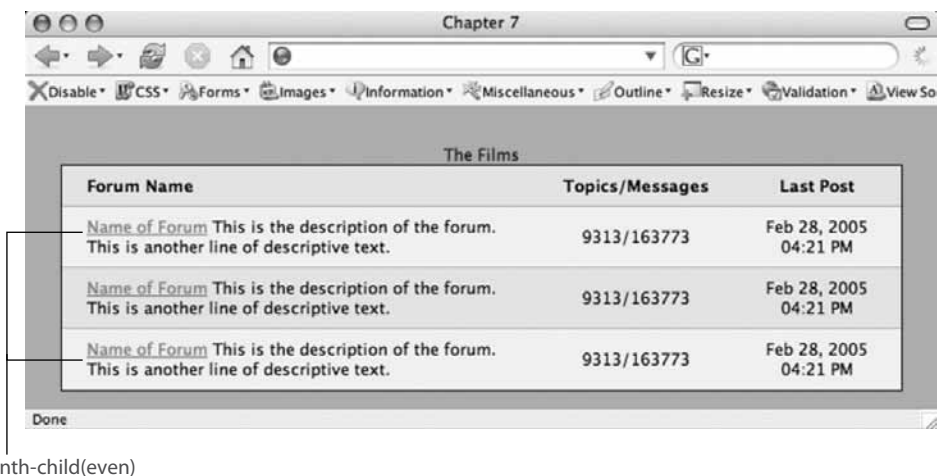 Chapter 7
G
Disable CSS Forms Images Information Miscellaneous Outline Resize Validation View So
The Films
Forum Name Topics/Messages Last Post
Name of Forum This is the description of the forum.
This is another line of descriptive text.
9313/163773
Feb 28, 2005
04:21 PM
Name of Forum This is the description of the forum.
This is another line of descriptive text.
9313/163773
Feb 28, 2005
04:21 PM
Name of Forum This is the description of the forum.
This is another line of descriptive text.
9313/163773
Feb 28, 2005
04:21 PM
Done
nth-child(even)